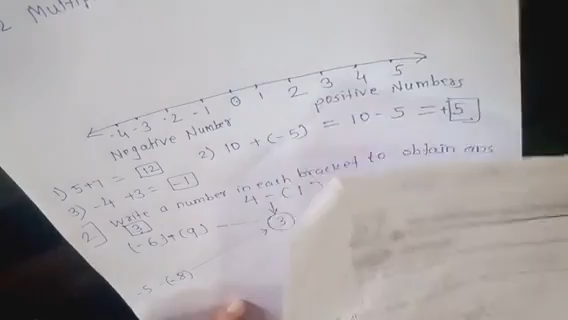 2 Multip
-4 -3 -2 -1 0 1 2 3 4 5
Negative Number positive Numbers
1) 5+7 = 12 2) 10 + (-5) = 10 - 5 = +5
3) -4 +3 = -1
2] Write a number in each bracket to obtain ans
3 4 - (1
(-6)+(9) 3
-5 -(-8)